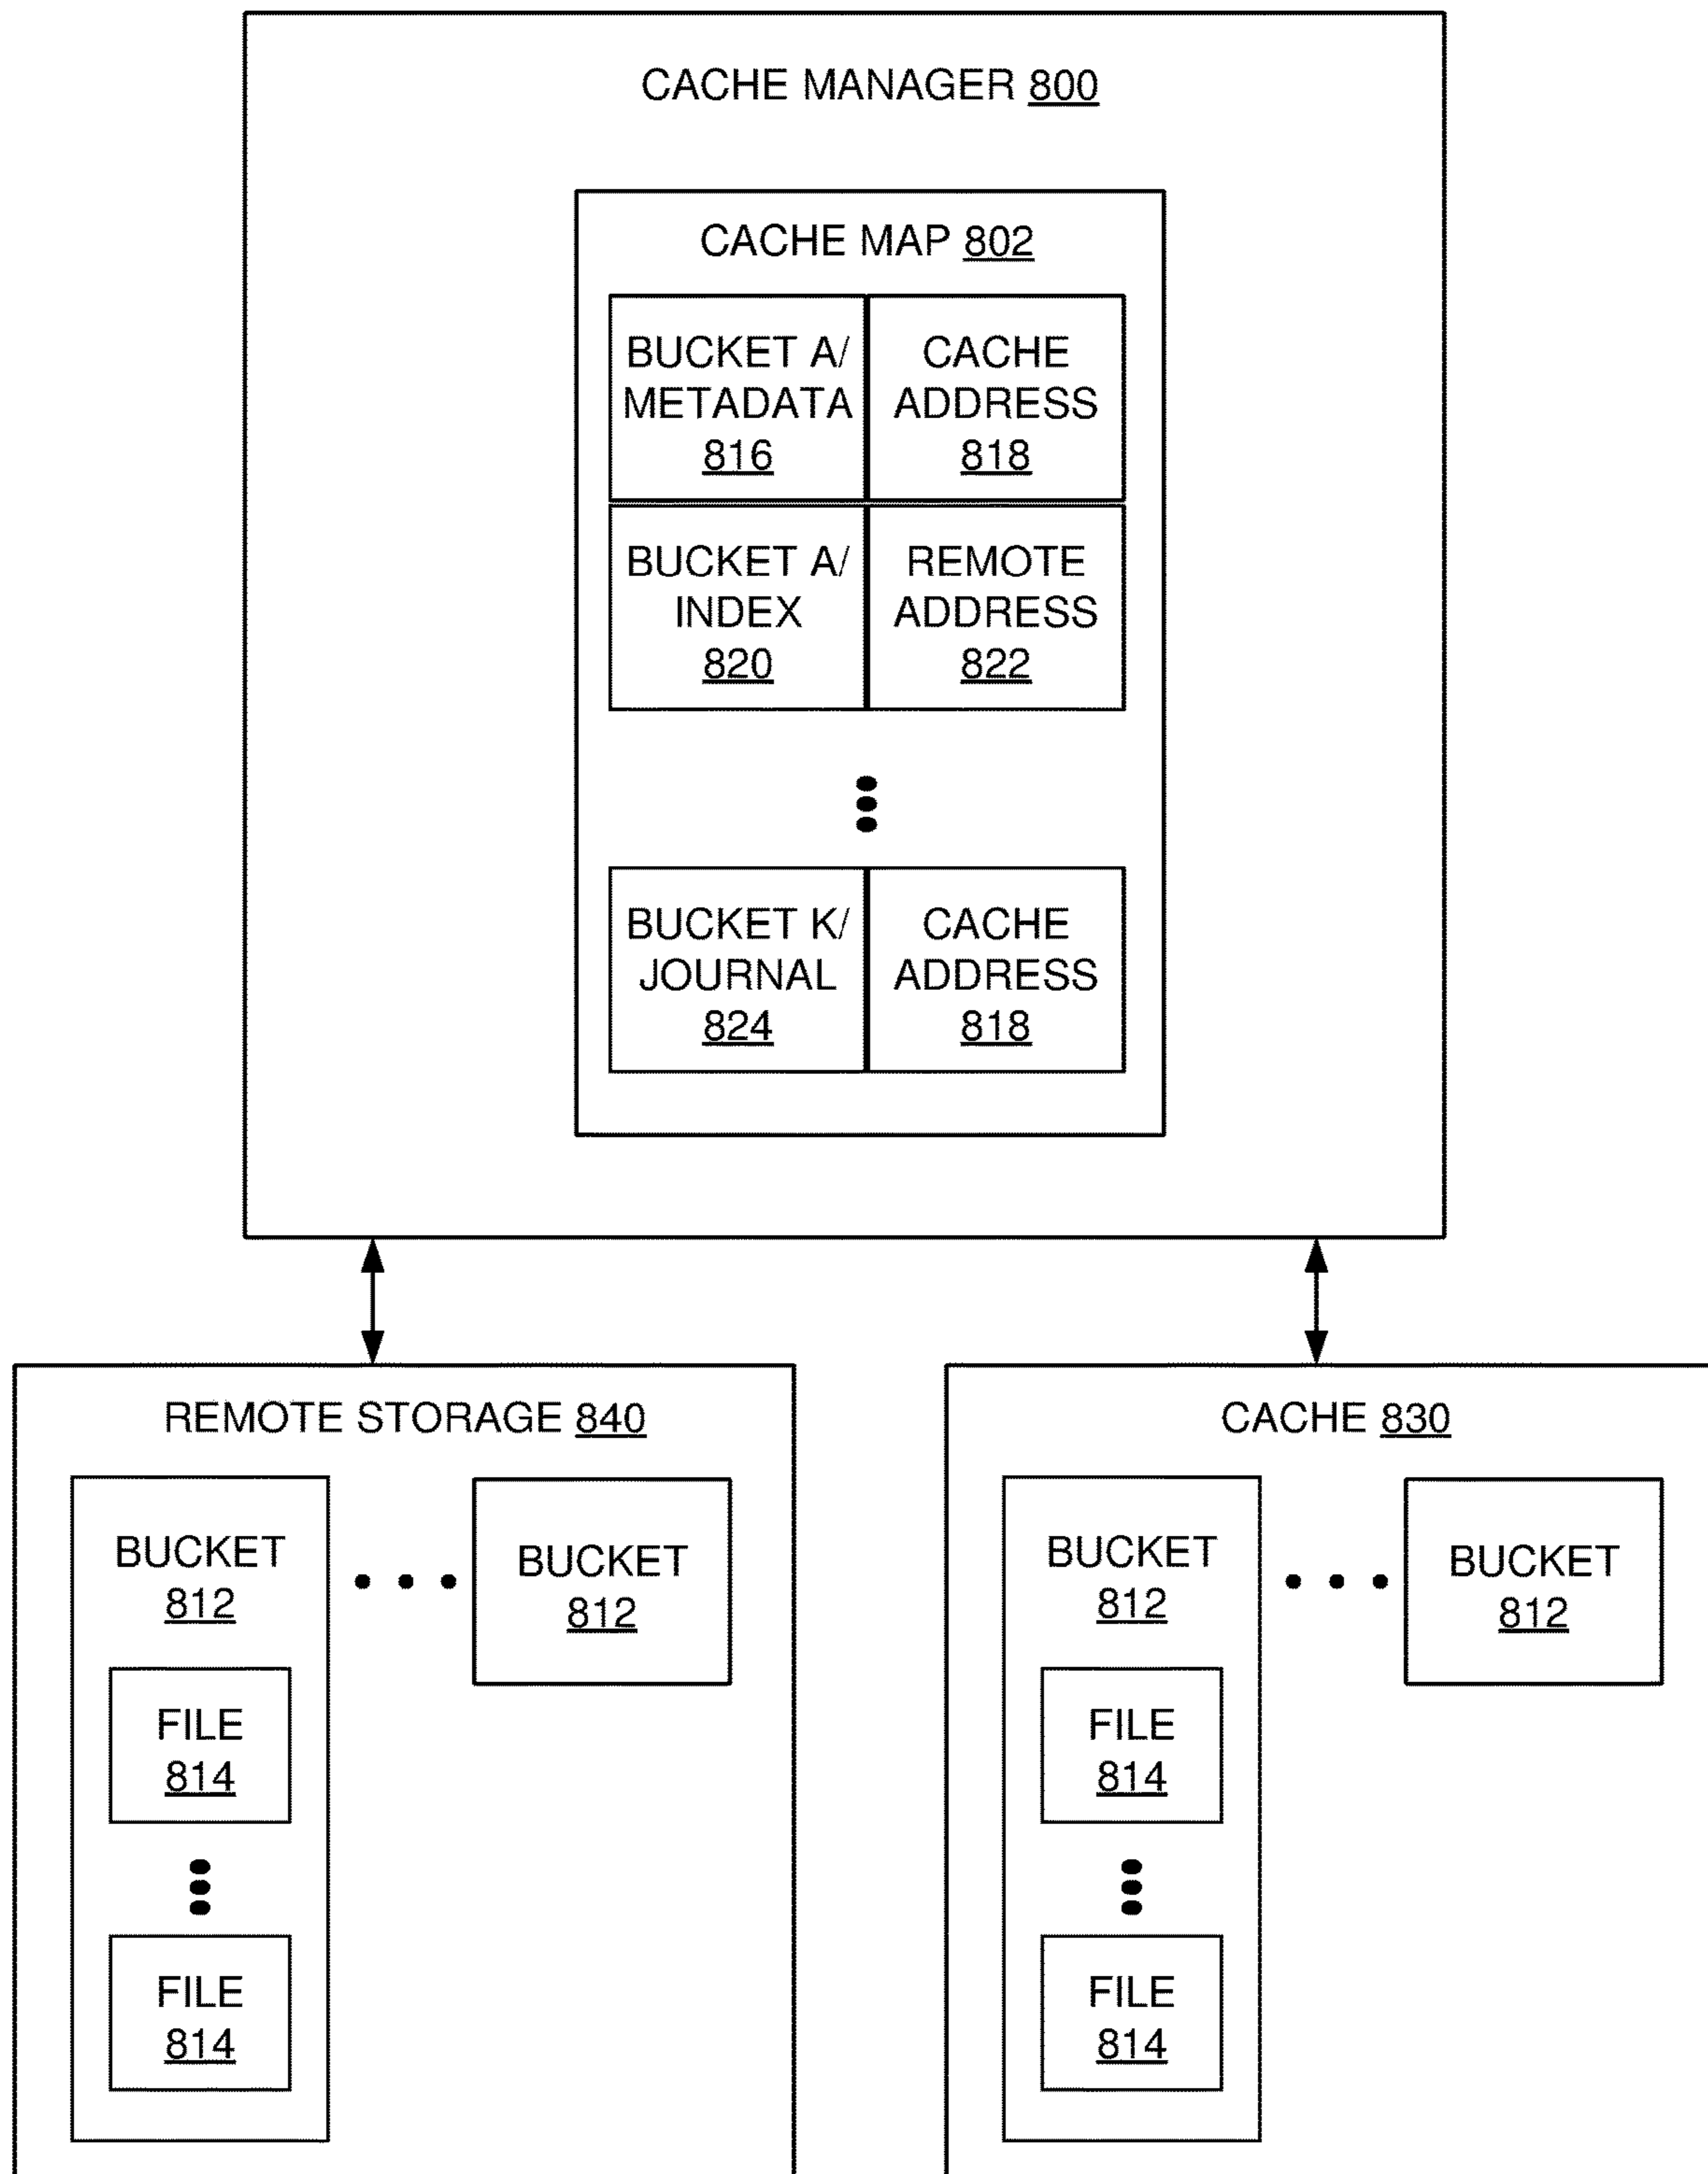 CACHE MANAGER 800
CACHE MAP 802
BUCKET A/
METADATA
816
CACHE
ADDRESS
818
BUCKET A/
INDEX
820
REMOTE
ADDRESS
822
BUCKET K/
JOURNAL
824
CACHE
ADDRESS
818
REMOTE STORAGE 840
BUCKET
812
FILE
814
FILE
814
BUCKET
812
CACHE 830
BUCKET
812
FILE
814
FILE
814
BUCKET
812